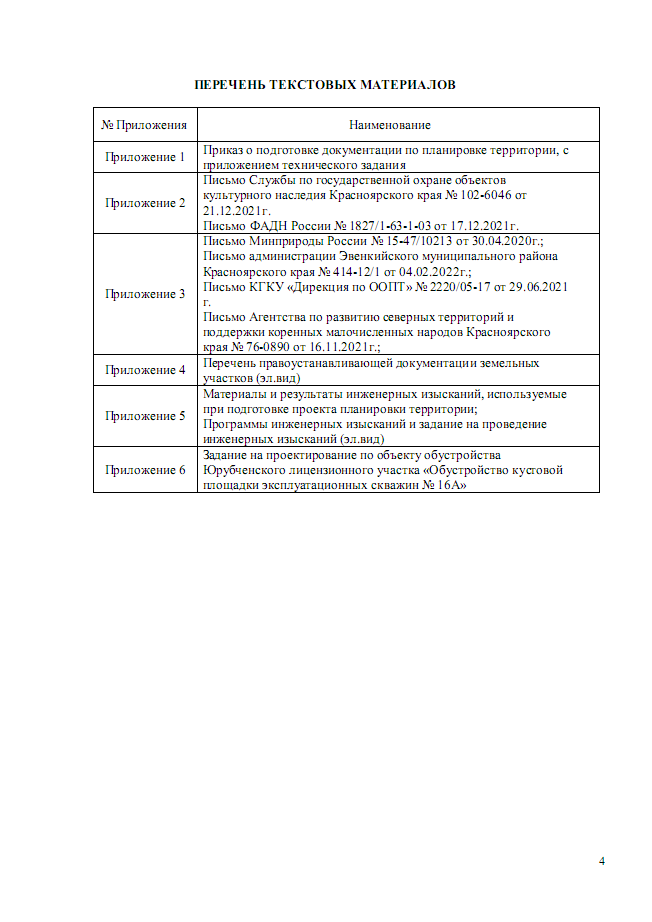 ПЕРЕЧЕНЬ ТЕКСТОВЫХ МАТЕРИАЛОВ
№ Приложения
Наименование
Приложение 1
Приказ о подготовке документации по планировке территории, с
приложением технического задания
Приложение 2
Письмо Службы по государственной охране объектов
культурного наследия Красноярского края № 102-6046 от
21.12.2021г.
Письмо ФАДН России № 1827/1-63-1-03 от 17.12.2021г.
Приложение 3
Письмо Минприроды России № 15-47/10213 от 30.04.2020г.;
Письмо администрации Эвенкийского муниципального района
Красноярского края № 414-12/1 от 04.02.2022г.;
Письмо КГКУ «Дирекция по ООПТ» № 2220/05-17 от 29.06.2021
г.
Письмо Агентства по развитию северных территорий и
поддержки коренных малочисленных народов Красноярского
края № 76-0890 от 16.11.2021г.;
Приложение 4
Перечень правоустанавливающей документации земельных
участков (эл.вид)
Приложение 5
Материалы и результаты инженерных изысканий, используемые
при подготовке проекта планировки территории;
Программы инженерных изысканий и задание на проведение
инженерных изысканий (эл.вид)
Приложение 6
Задание на проектирование по объекту обустройства
Юрубченского лицензионного участка «Обустройство кустовой
площадки эксплуатационных скважин № 16А»
4